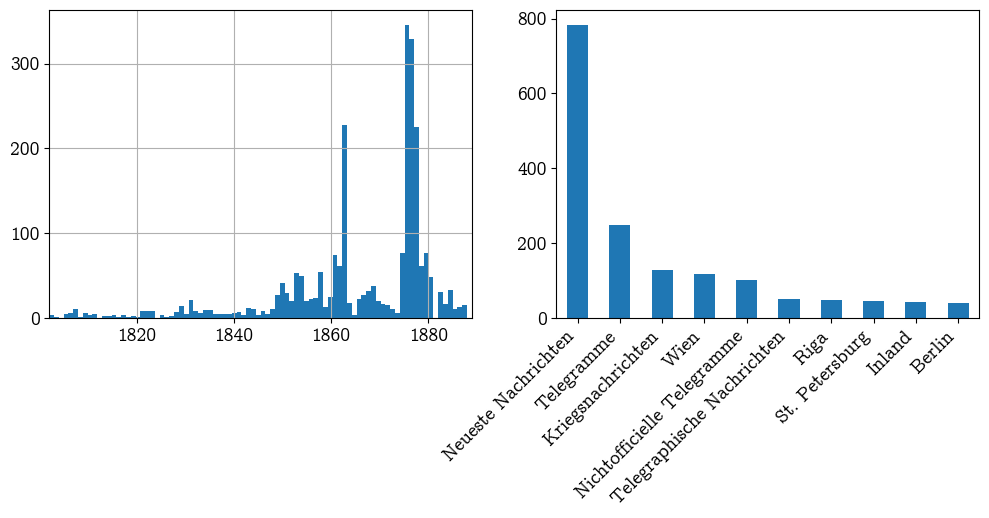 300
200
100
0
1820
1840
1860
1880
800
600
400
200
0
Neueste Nachrichten
Telegramme
Kriegsnachrichten
Wien
Nichtofficielle Telegramme
Telegraphische Nachrichten
Riga
St. Petersburg
Inland
Berlin